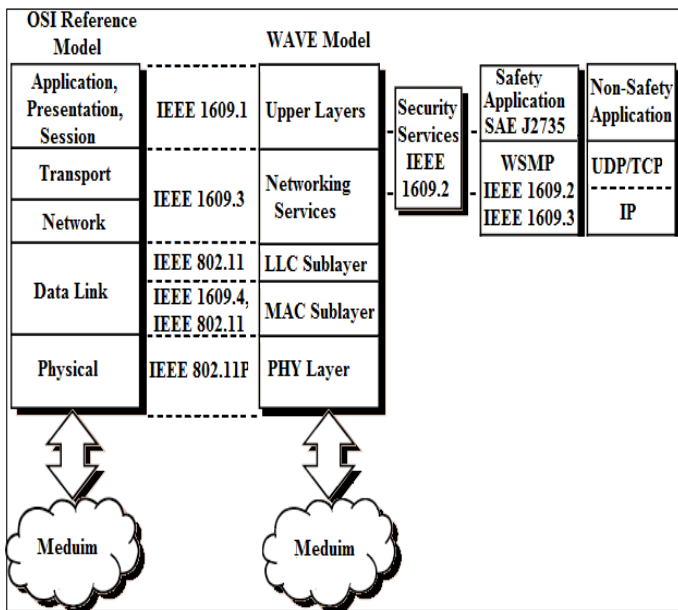 OSI Reference
Model
Application,
Presentation,
Session
Transport
Network
Data Link
Physical
Meduim
IEEE 1609.1
IEEE 1609.3
IEEE 802.11
IEEE 1609.4,
IEEE 802.11
IEEE 802.11P
WAVE Model
Upper Layers
Networking
Services
LLC Sublayer
MAC Sublayer
PHY Layer
Meduim
Security
Services
IEEE
1609.2
Safety
Application
SAE J2735
WSMP
IEEE 1609.2
IEEE 1609.3
Non-Safety
Application
UDP/TCP
IP